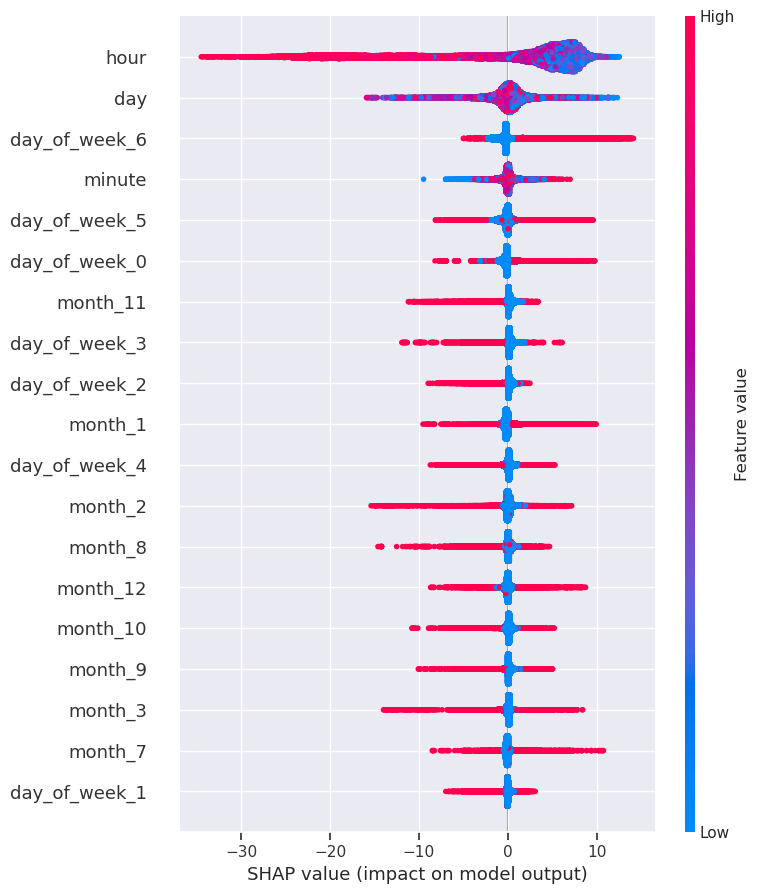 High
hour
day
day_of_week_6
minute
day_of_week_5
day_of_week_0
month_11
day_of_week_3
day_of_week_2
month_1
day_of_week_4
month_2
month_8
month_12
month_10
month_9
month_3
month_7
day_of_week_1
Feature value
Low
−30 −20 −10 0 10
SHAP value (impact on model output)